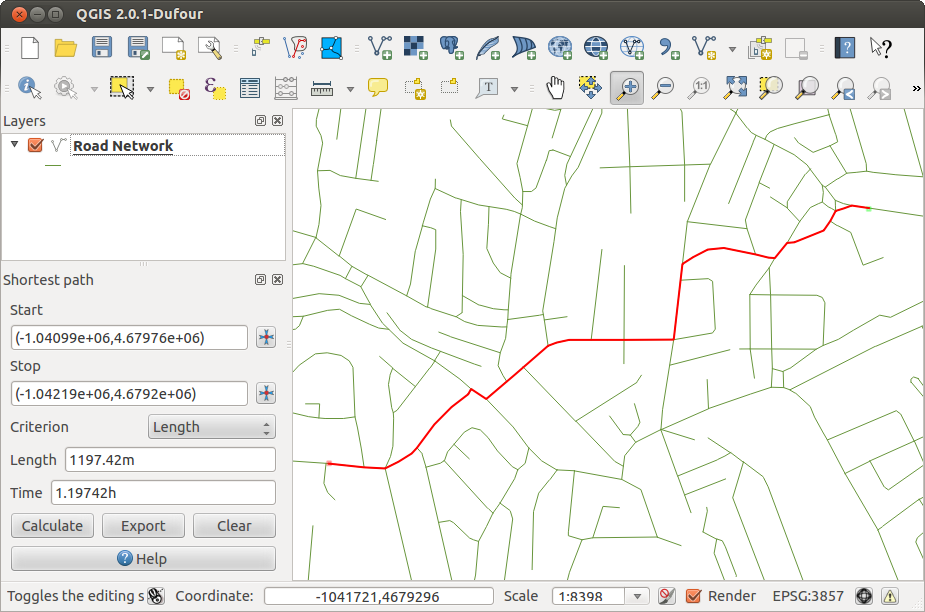 QGIS 2.0.1-Dufour
T
1:1
?
?
»
Layers
Road Network
Shortest path
Start
(-1.04099e+06,4.67976e+06)
Stop
(-1.04219e+06,4.6792e+06)
Criterion Length
Length 1197.42m
Time 1.19742h
Calculate Export Clear
? Help
Toggles the editing s Coordinate: -1041721,4679296 Scale 1:8398 Render EPSG:3857